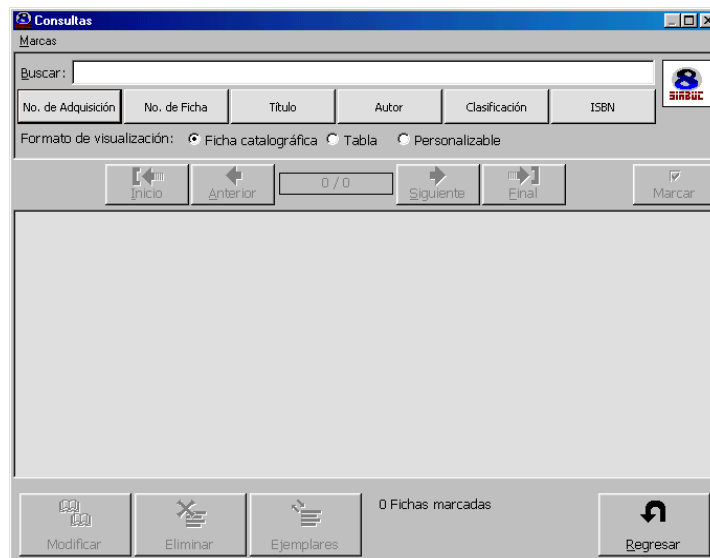 Consultas
Marcas
Buscar:
No. de Adquisición No. de Ficha Título Autor Clasificación ISBN
SIABUC
Formato de visualización: Ficha catalográfica Tabla Personalizable
Inicio Anterior 0 / 0 Siguiente Final Marcar
0 Fichas marcadas
Modificar Eliminar Ejemplares Regresar